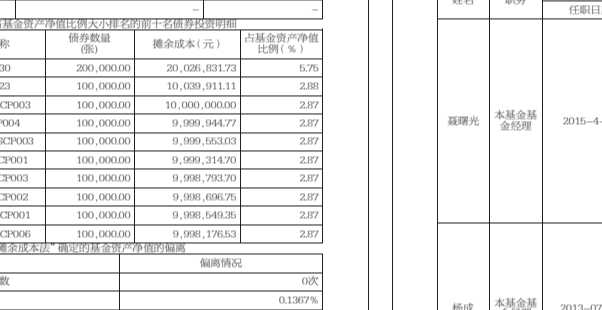 – –
占基金资产净值比例大小排名的前十名债券投资明细
称 债券数量(张) 摊余成本（元） 占基金资产净值比例（%）
30 200,000.00 20,026,831.73 5.75
23 100,000.00 10,039,911.11 2.88
CP003 100,000.00 10,000,000.00 2.87
P004 100,000.00 9,999,944.77 2.87
SCP003 100,000.00 9,999,553.03 2.87
CP001 100,000.00 9,999,314.70 2.87
CP003 100,000.00 9,998,793.70 2.87
CP002 100,000.00 9,998,696.75 2.87
CP001 100,000.00 9,998,549.35 2.87
CP006 100,000.00 9,998,176.53 2.87
摊余成本法”确定的基金资产净值的偏离
偏离情况
数 0次
0.1367%
姓名 职务
任职日
聂曙光 本基金基金经理 2015-4-
杨成 本基金基 2013-07